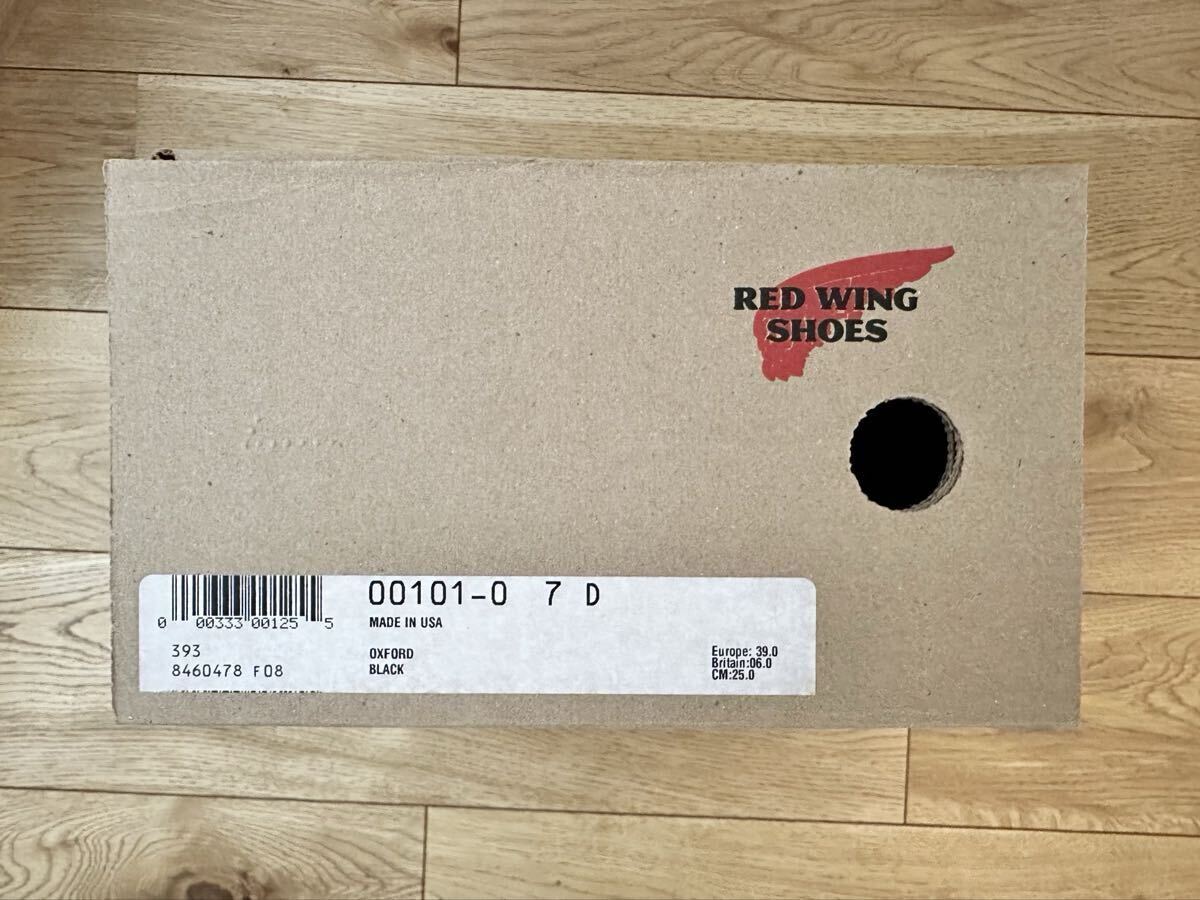 RED WING
SHOES
00101-0 7 D
0 00333 00125 5
MADE IN USA
393
OXFORD
Europe: 39.0
8460478 F08
BLACK
Britain:06.0
CM:25.0